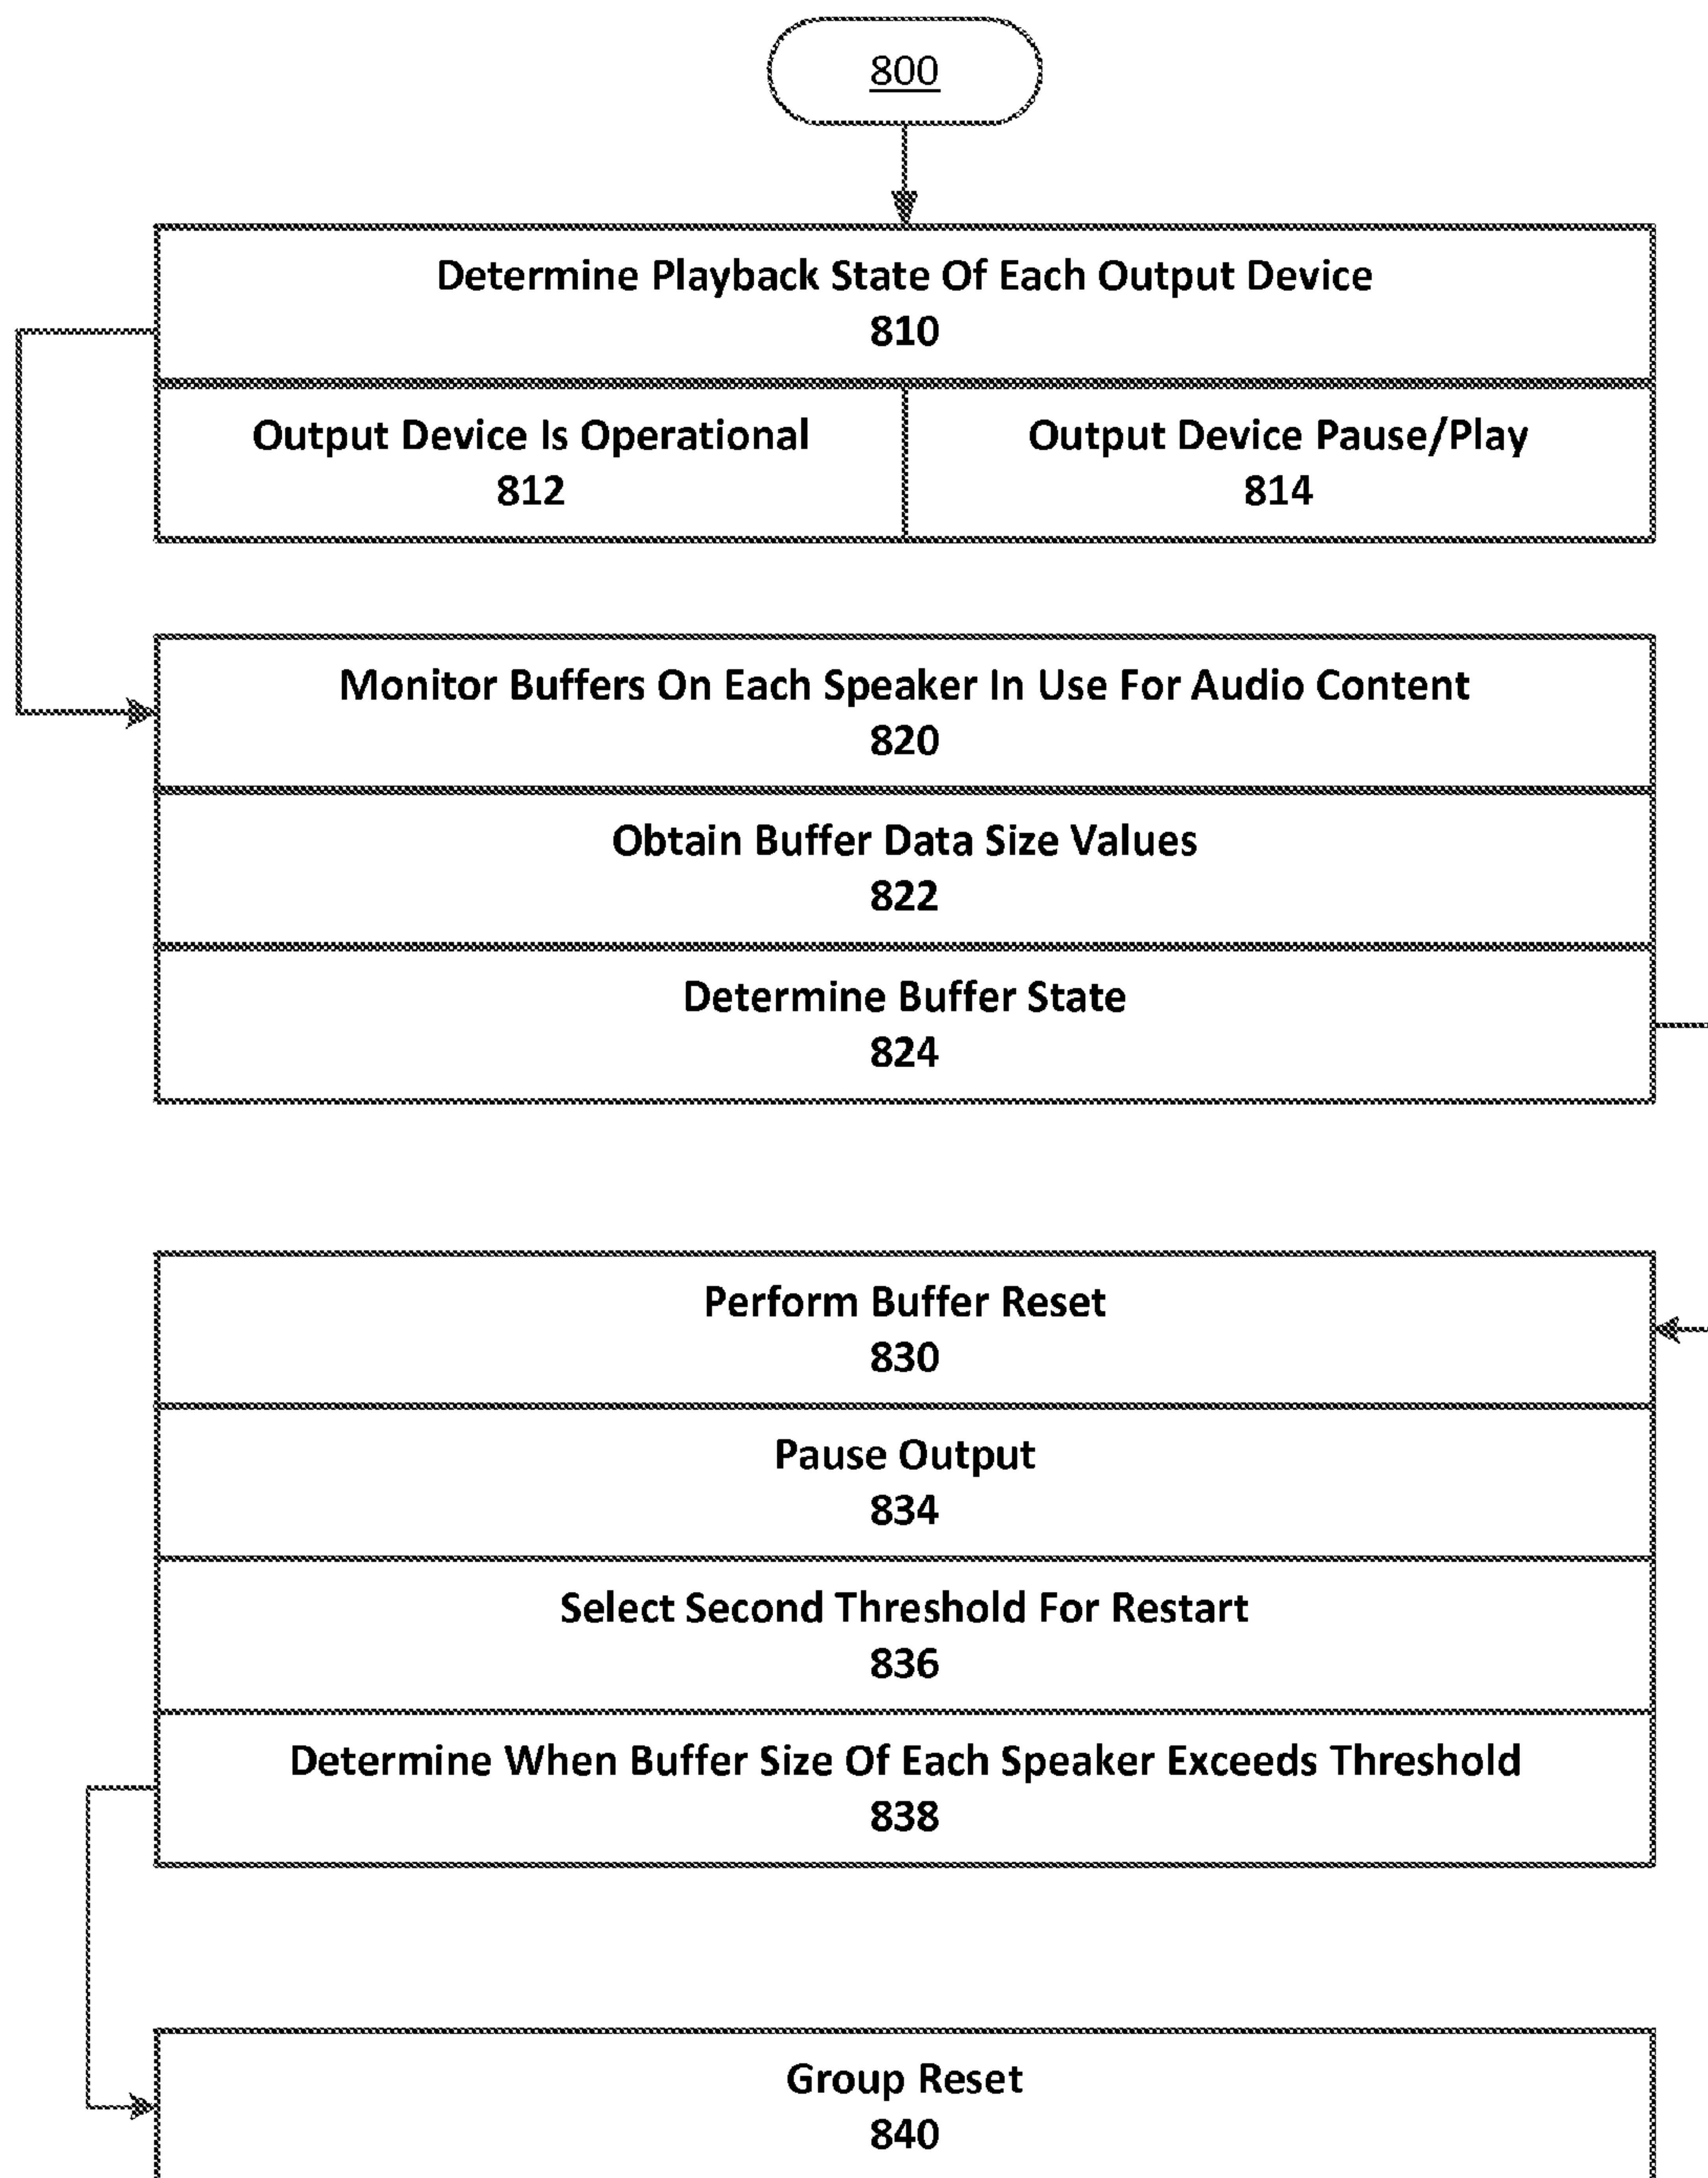 800
Determine Playback State Of Each Output Device
810
Output Device Is Operational
812
Output Device Pause/Play
814
Monitor Buffers On Each Speaker In Use For Audio Content
820
Obtain Buffer Data Size Values
822
Determine Buffer State
824
Perform Buffer Reset
830
Pause Output
834
Select Second Threshold For Restart
836
Determine When Buffer Size Of Each Speaker Exceeds Threshold
838
Group Reset
840